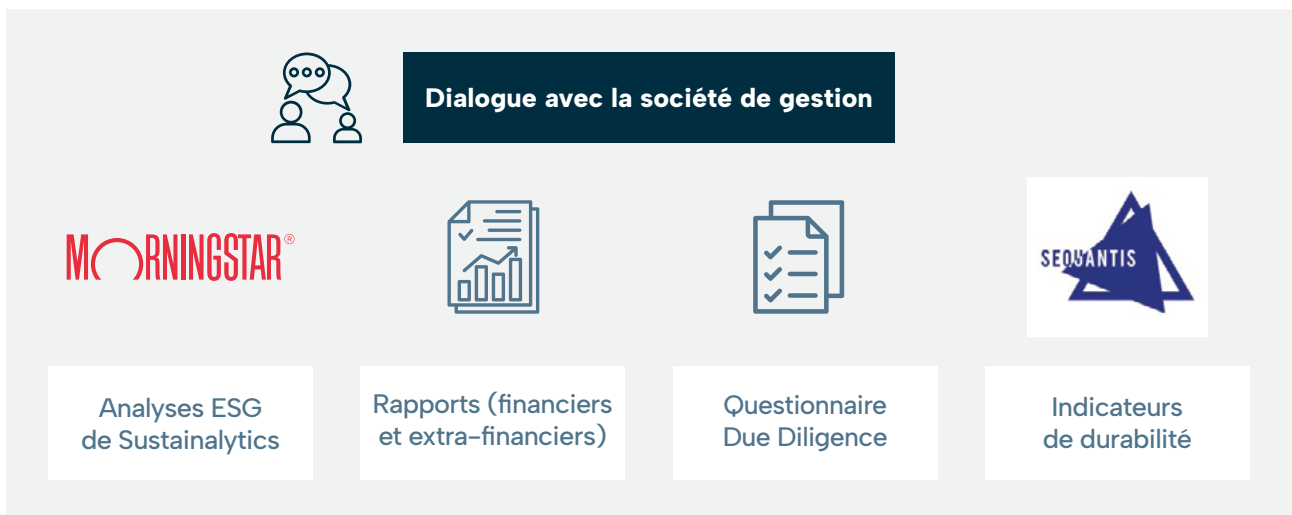 Dialogue avec la société de gestion
MORNINGSTAR®
SEQUANTIS
Analyses ESG
de Sustainalytics
Rapports (financiers
et extra-financiers)
Questionnaire
Due Diligence
Indicateurs
de durabilité